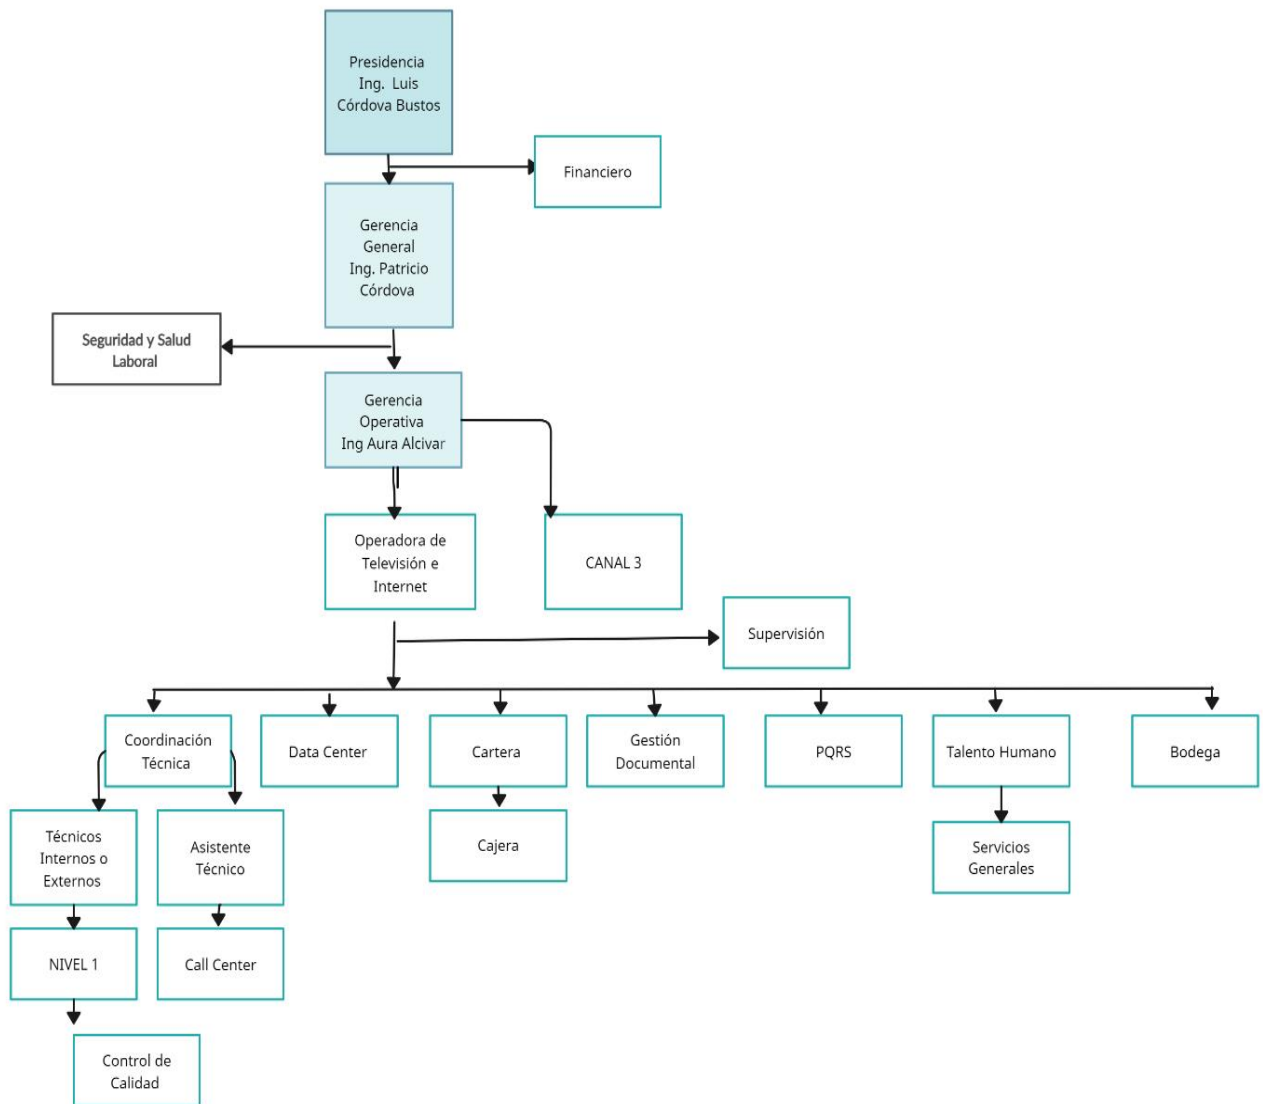 Presidencia
Ing. Luis
Córdova Bustos
Financiero
Gerencia
General
Ing. Patricio
Córdova
Seguridad y Salud
Laboral
Gerencia
Operativa
Ing Aura Alcivar
Operadora de
Televisión e
Internet
CANAL 3
Supervisión
Coordinación
Técnica
Data Center
Cartera
Gestión
Documental
PQRS
Talento Humano
Bodega
Técnicos
Internos o
Externos
Asistente
Técnico
Cajera
Servicios
Generales
NIVEL 1
Call Center
Control de
Calidad